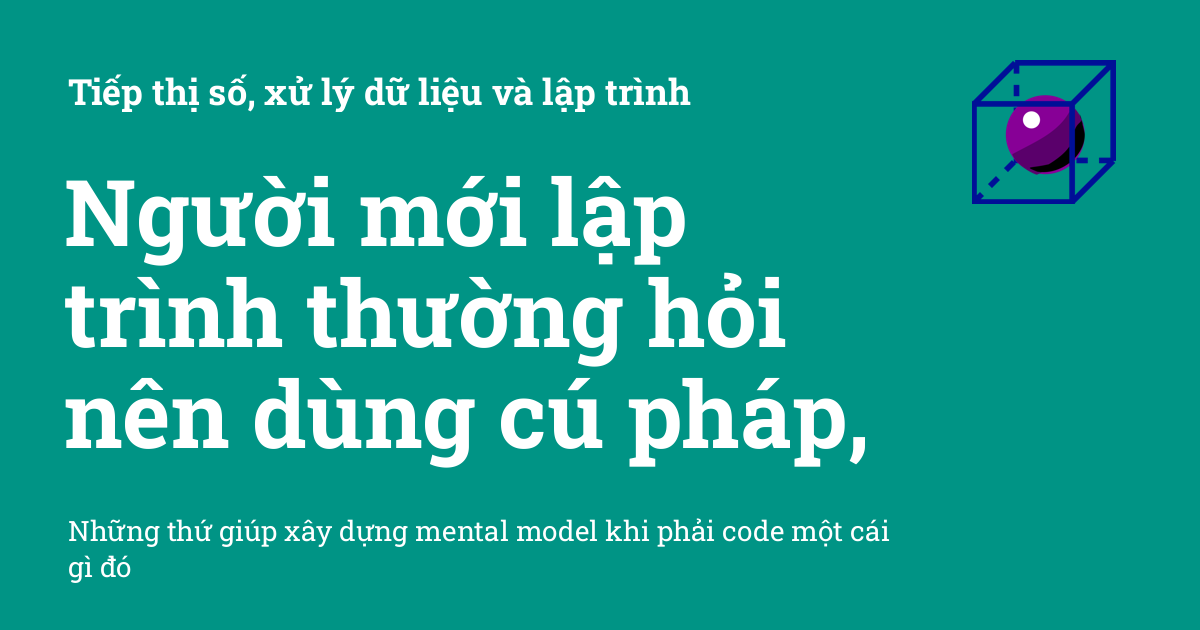 Tiếp thị số, xử lý dữ liệu và lập trình
Người mới lập
trình thường hỏi
nên dùng cú pháp,
Những thứ giúp xây dựng mental model khi phải code một cái
gì đó